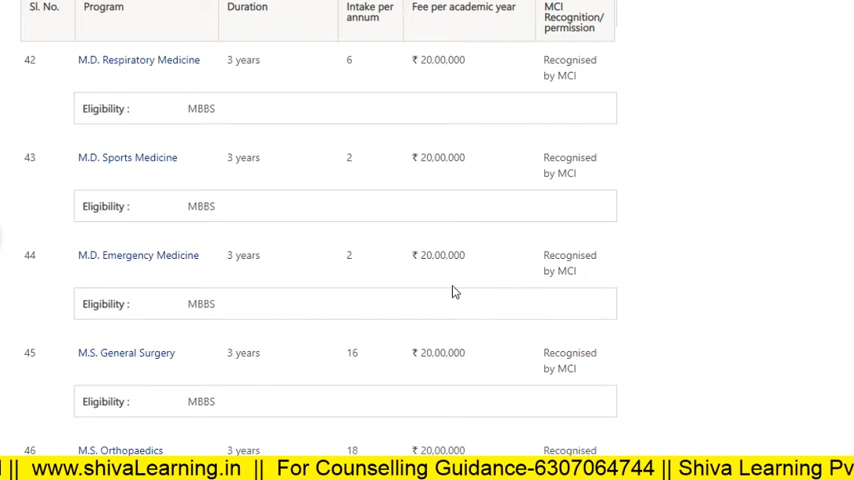 Sl. No. Program Duration Intake per annum Fee per academic year MCI Recognition/ permission
42 M.D. Respiratory Medicine 3 years 6 ₹ 20,00,000 Recognised by MCI
Eligibility : MBBS
43 M.D. Sports Medicine 3 years 2 ₹ 20,00,000 Recognised by MCI
Eligibility : MBBS
44 M.D. Emergency Medicine 3 years 2 ₹ 20,00,000 Recognised by MCI
Eligibility : MBBS
45 M.S. General Surgery 3 years 16 ₹ 20,00,000 Recognised by MCI
Eligibility : MBBS
46 M.S. Orthopaedics 3 years 18 ₹ 20,00,000 Recognised
|| www.shivaLearning.in || For Counselling Guidance-6307064744 || Shiva Learning Pv